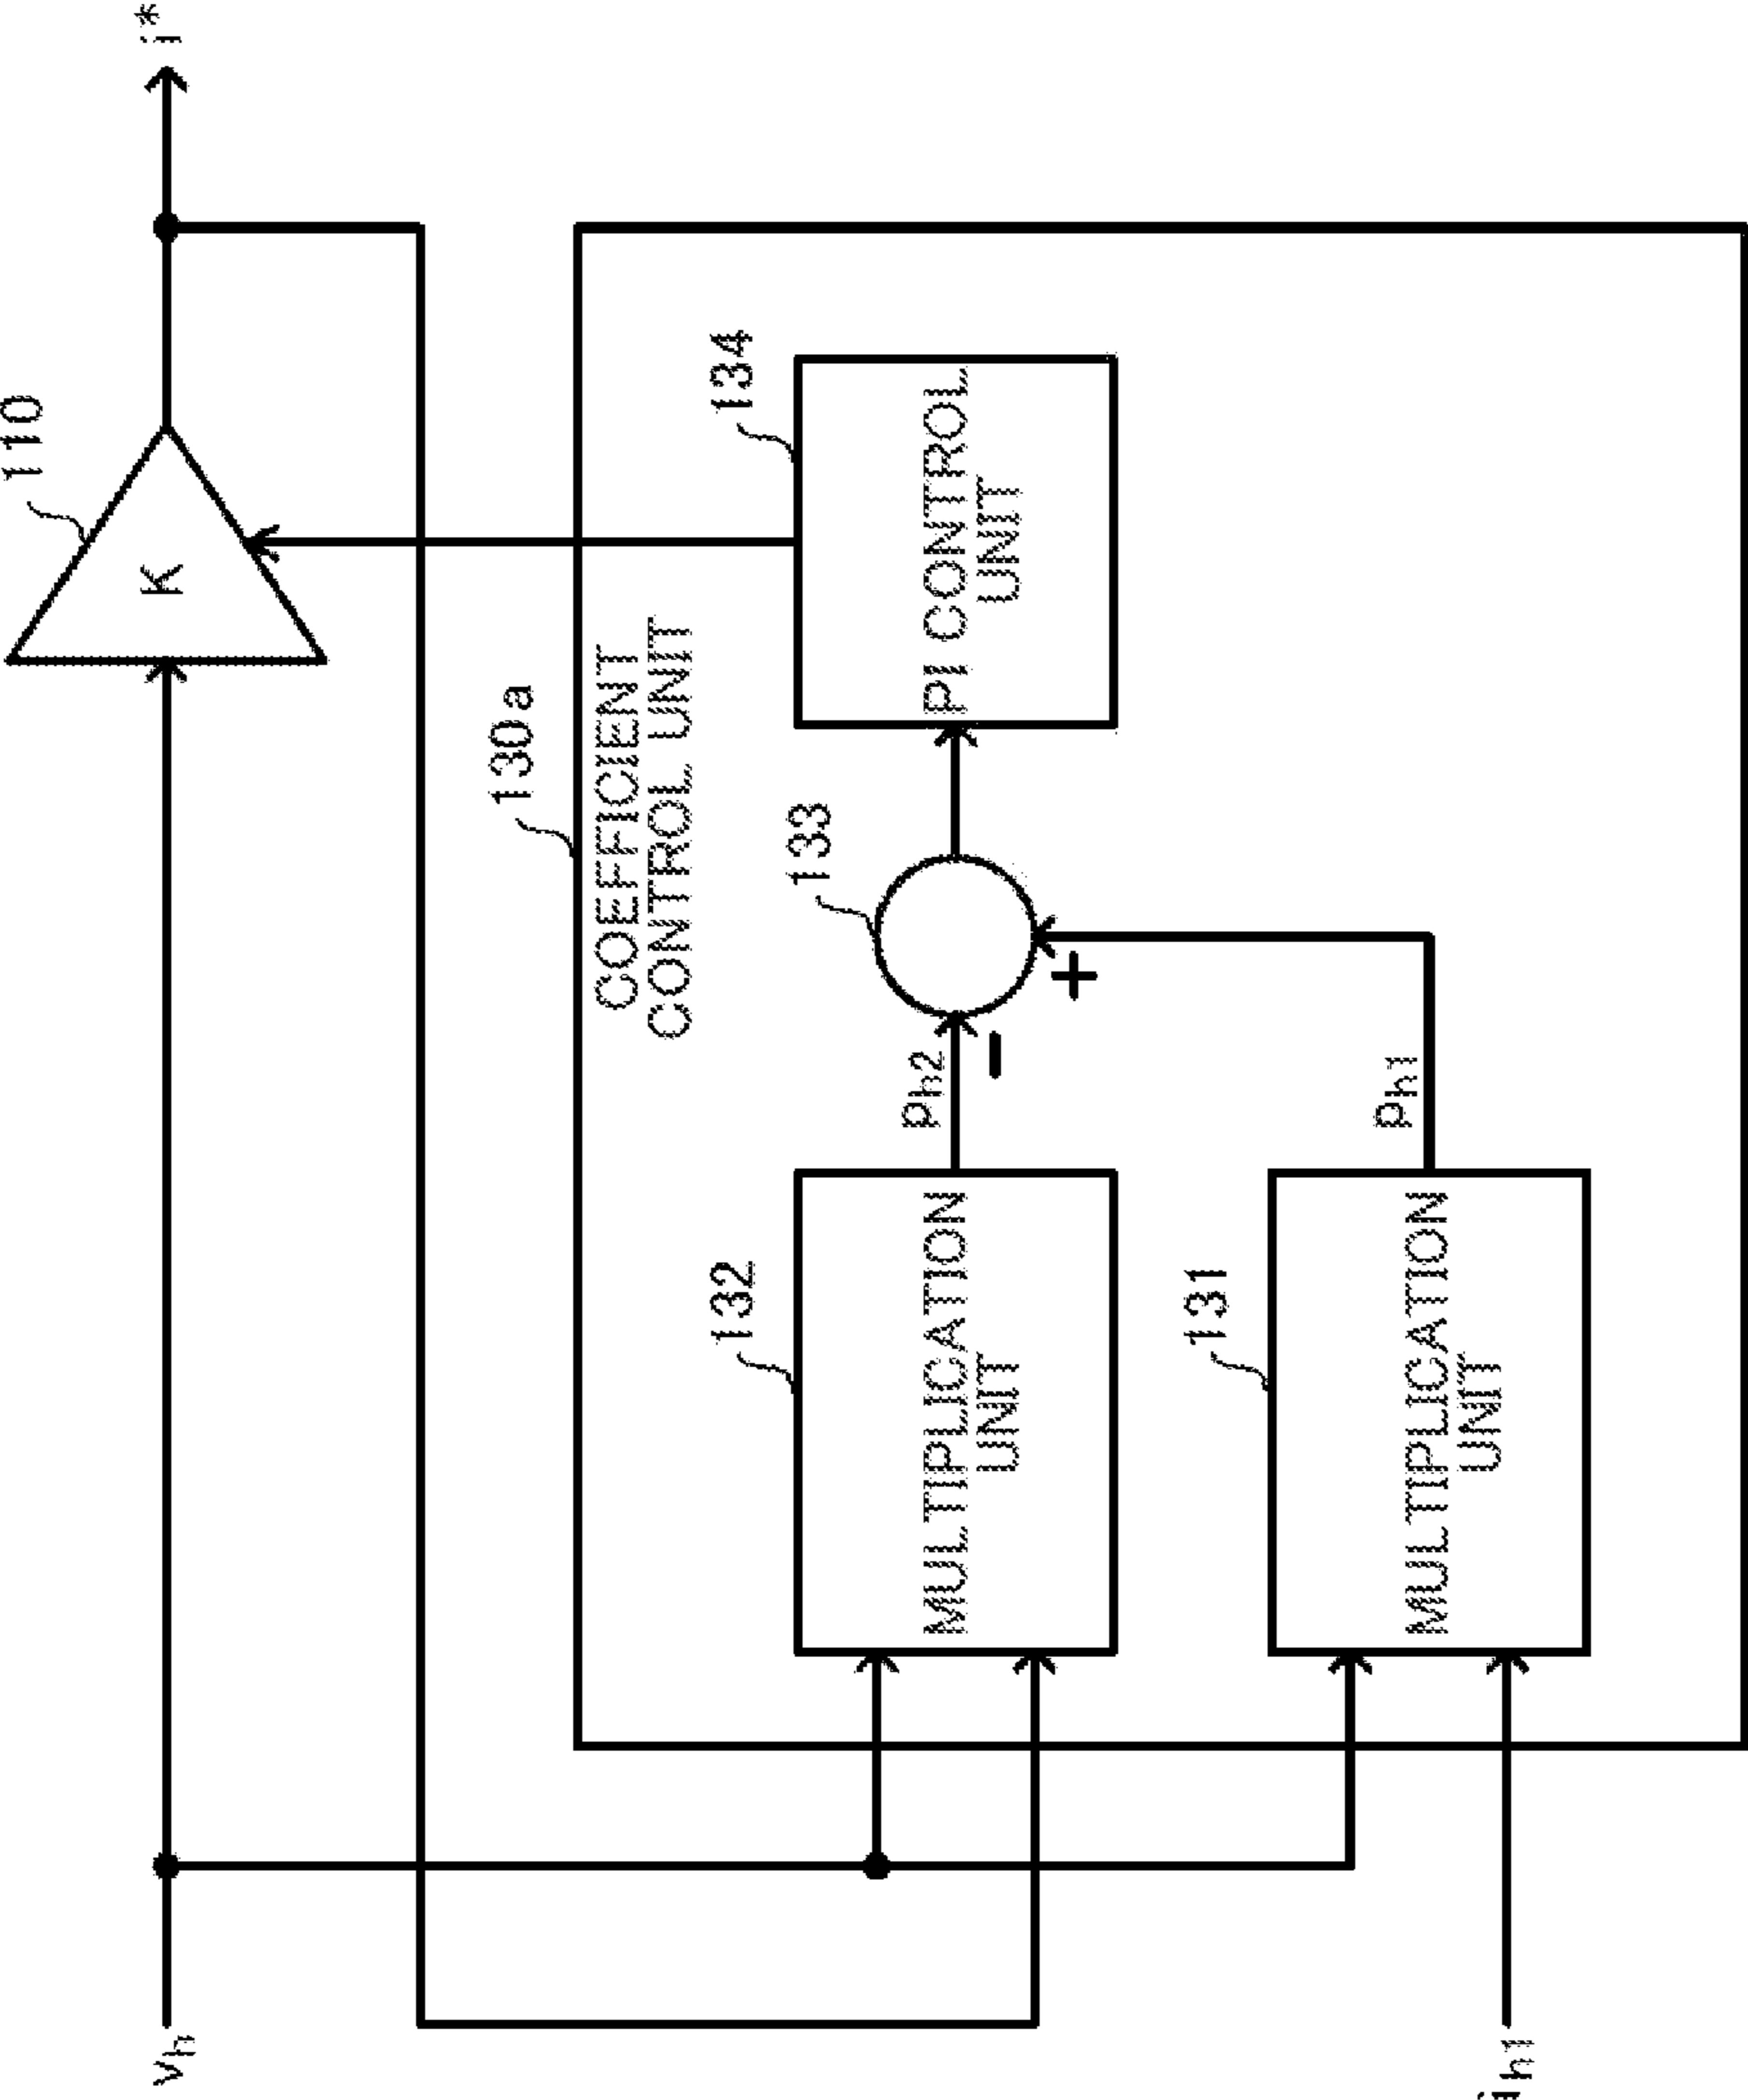 110
K
i*
130a
COEFFICIENT
CONTROL UNIT
132
MULTIPLICATION
UNIT
Ph2
−
133
+
134
PI CONTROL
UNIT
131
MULTIPLICATION
UNIT
Ph1
vh
ih1